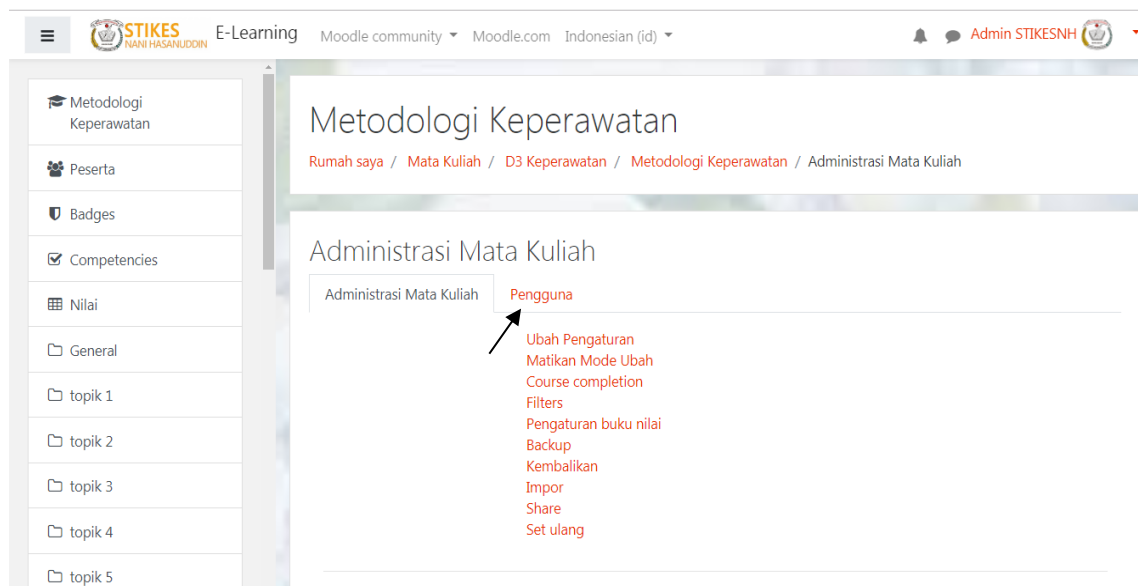 STIKES
NANI HASANUDDIN
E-Learning Moodle community Moodle.com Indonesian (id) Admin STIKESNH
Metodologi
Keperawatan
Peserta
Badges
Competencies
Nilai
General
topik 1
topik 2
topik 3
topik 4
topik 5
Metodologi Keperawatan
Rumah saya / Mata Kuliah / D3 Keperawatan / Metodologi Keperawatan / Administrasi Mata Kuliah
Administrasi Mata Kuliah
Administrasi Mata Kuliah Pengguna
Ubah Pengaturan
Matikan Mode Ubah
Course completion
Filters
Pengaturan buku nilai
Backup
Kembalikan
Impor
Share
Set ulang